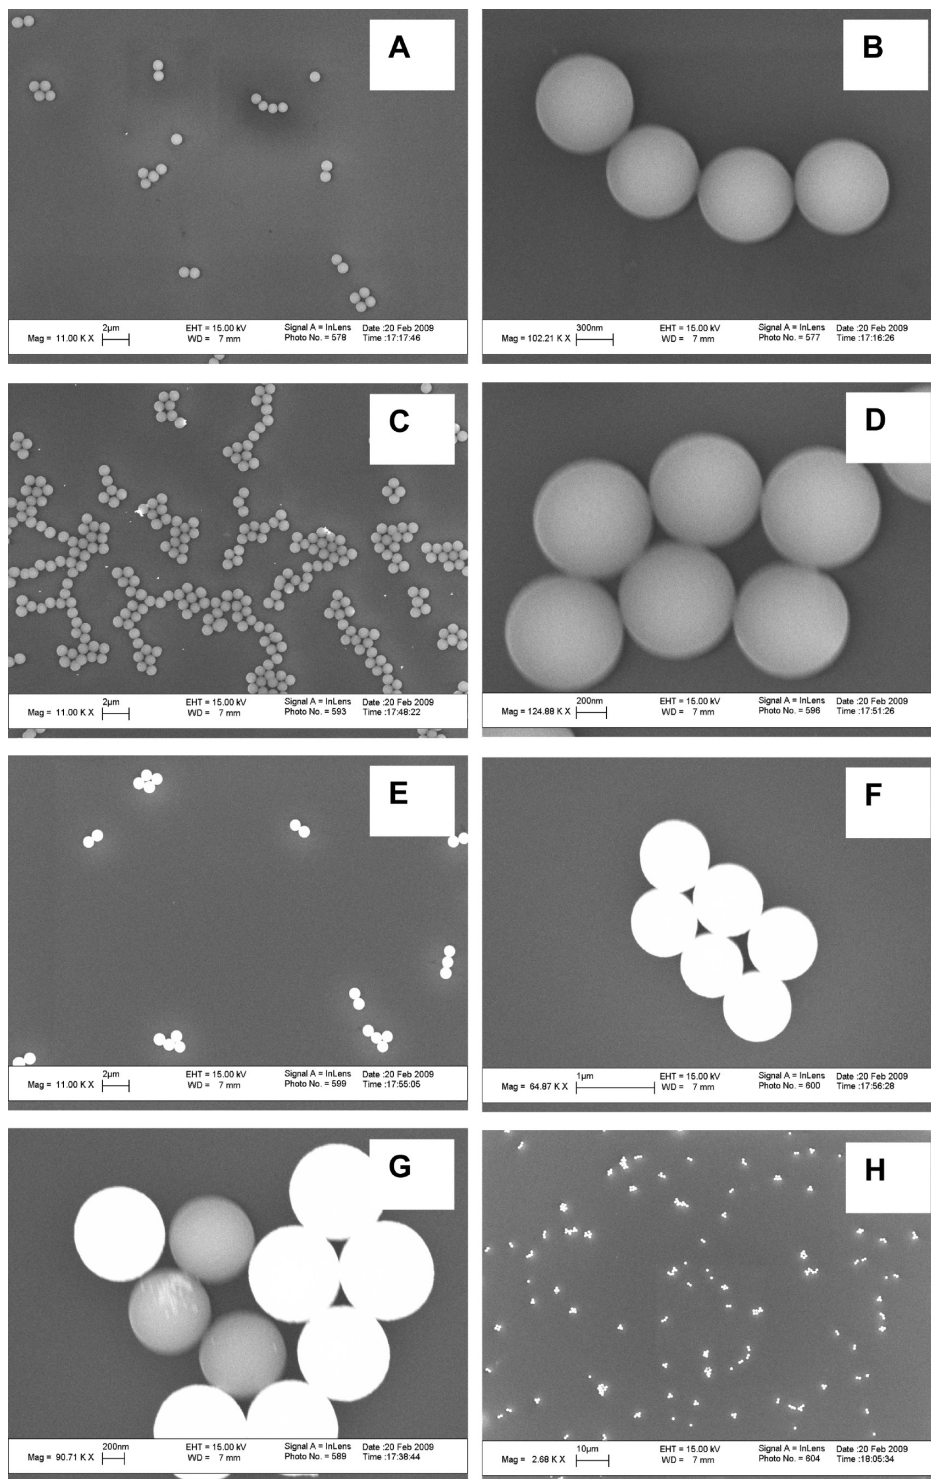 A
2µm
Mag = 11.00 K X
EHT = 15.00 kV
WD = 7 mm
Signal A = InLens
Photo No. = 578
Date :20 Feb 2009
Time :17:17:46
B
300nm
Mag = 102.21 K X
EHT = 15.00 kV
WD = 7 mm
Signal A = InLens
Photo No. = 577
Date :20 Feb 2009
Time :17:16:26
C
2µm
Mag = 11.00 K X
EHT = 15.00 kV
WD = 7 mm
Signal A = InLens
Photo No. = 593
Date :20 Feb 2009
Time :17:48:22
D
200nm
Mag = 124.88 K X
EHT = 15.00 kV
WD = 7 mm
Signal A = InLens
Photo No. = 596
Date :20 Feb 2009
Time :17:51:26
E
2µm
Mag = 11.00 K X
EHT = 15.00 kV
WD = 7 mm
Signal A = InLens
Photo No. = 599
Date :20 Feb 2009
Time :17:55:05
F
1µm
Mag = 64.87 K X
EHT = 15.00 kV
WD = 7 mm
Signal A = InLens
Photo No. = 600
Date :20 Feb 2009
Time :17:56:28
G
200nm
Mag = 90.71 K X
EHT = 15.00 kV
WD = 7 mm
Signal A = InLens
Photo No. = 589
Date :20 Feb 2009
Time :17:38:44
H
10µm
Mag = 2.68 K X
EHT = 15.00 kV
WD = 7 mm
Signal A = InLens
Photo No. = 604
Date :20 Feb 2009
Time :18:05:34